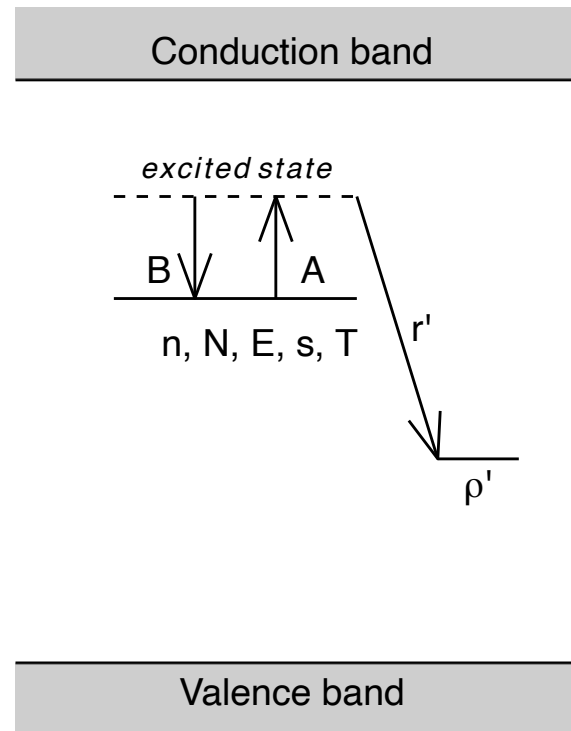 Conduction band
excited state
B
A
n, N, E, s, T
r'
ρ'
Valence band